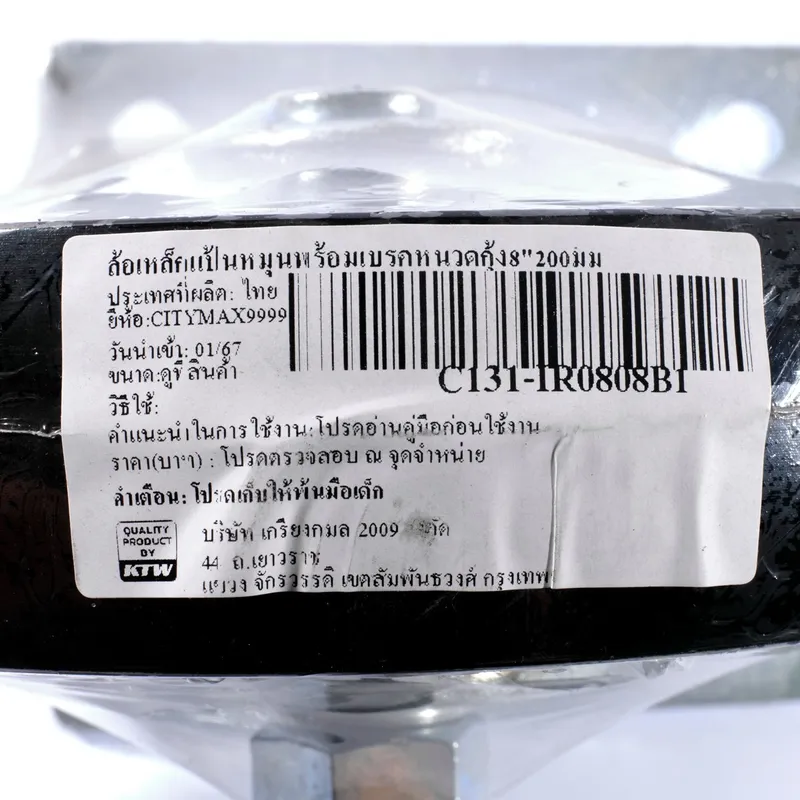 ล้อเหล็กแป้นหมุนพร้อมเบรคหนวดกุ้ง8"200มม
ประเทศที่ผลิต: ไทย
ยี่ห้อ:CITYMAX9999
วันนำเข้า: 01/67
ขนาด:ดูที่สินค้า
C131-IR0808BI
วิธีใช้:
คำแนะนำในการใช้งาน:โปรดอ่านคู่มือก่อนใช้งาน
ราคา(บาท) : โปรดตรวจสอบ ณ จุดจำหน่าย
คำเตือน: โปรดเก็บให้พ้นมือเด็ก
QUALITY
PRODUCT
BY
KTW
บริษัท เกรียงกมล 2009
ถ.เยาวราช
แขวง จักรวรรดิ เขตสัมพันธวงศ์ กรุงเทพ